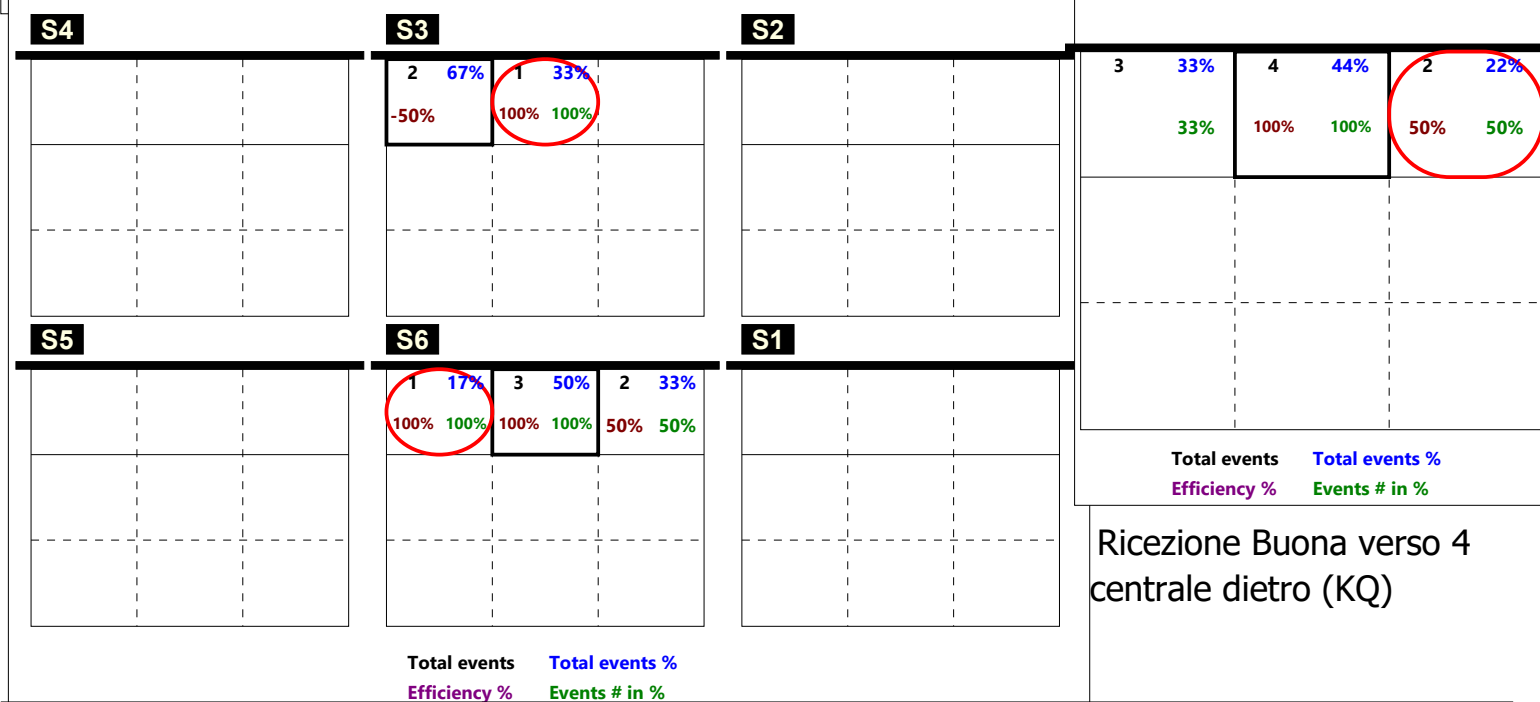 S4 S3 S2
2 67% 1 33%
-50% 100% 100%
3 33% 4 44% 2 22%
33% 100% 100% 50% 50%
S5 S6 S1
1 17% 3 50% 2 33%
100% 100% 100% 100% 50% 50%
Total events Total events %
Efficiency % Events # in %
Ricezione Buona verso 4
centrale dietro (KQ)
Total events Total events %
Efficiency % Events # in %